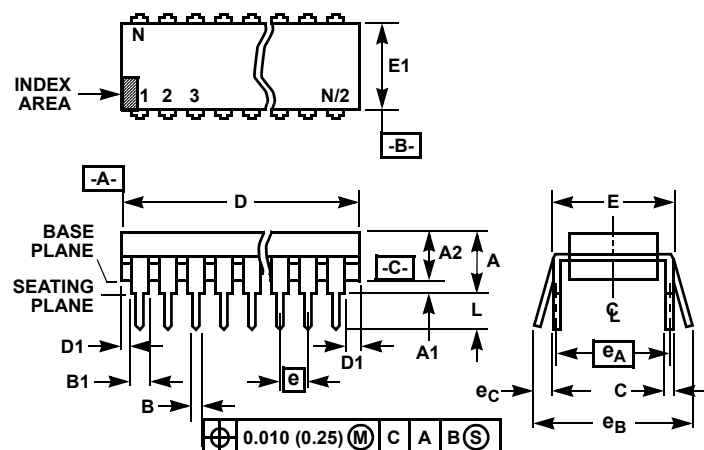 N
E1
INDEX
AREA
1 2 3 N/2
-B-
-A-
D
E
BASE
PLANE
A2 A
-C-
SEATING
PLANE
L
C L
D1
A1
D1
B1
e
eA
eC
C
B
eB
0.010 (0.25) M C A B S